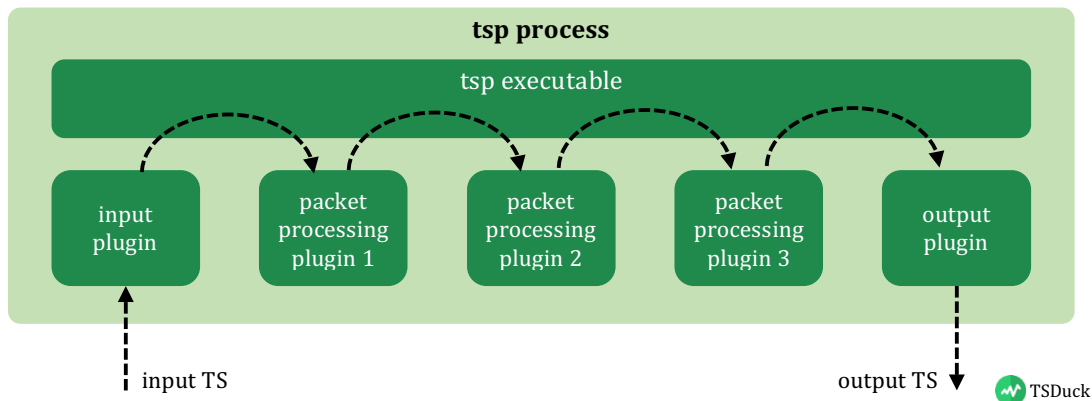 tsp process
tsp executable
input
plugin
packet
processing
plugin 1
packet
processing
plugin 2
packet
processing
plugin 3
output
plugin
input TS
output TS
TSDuck